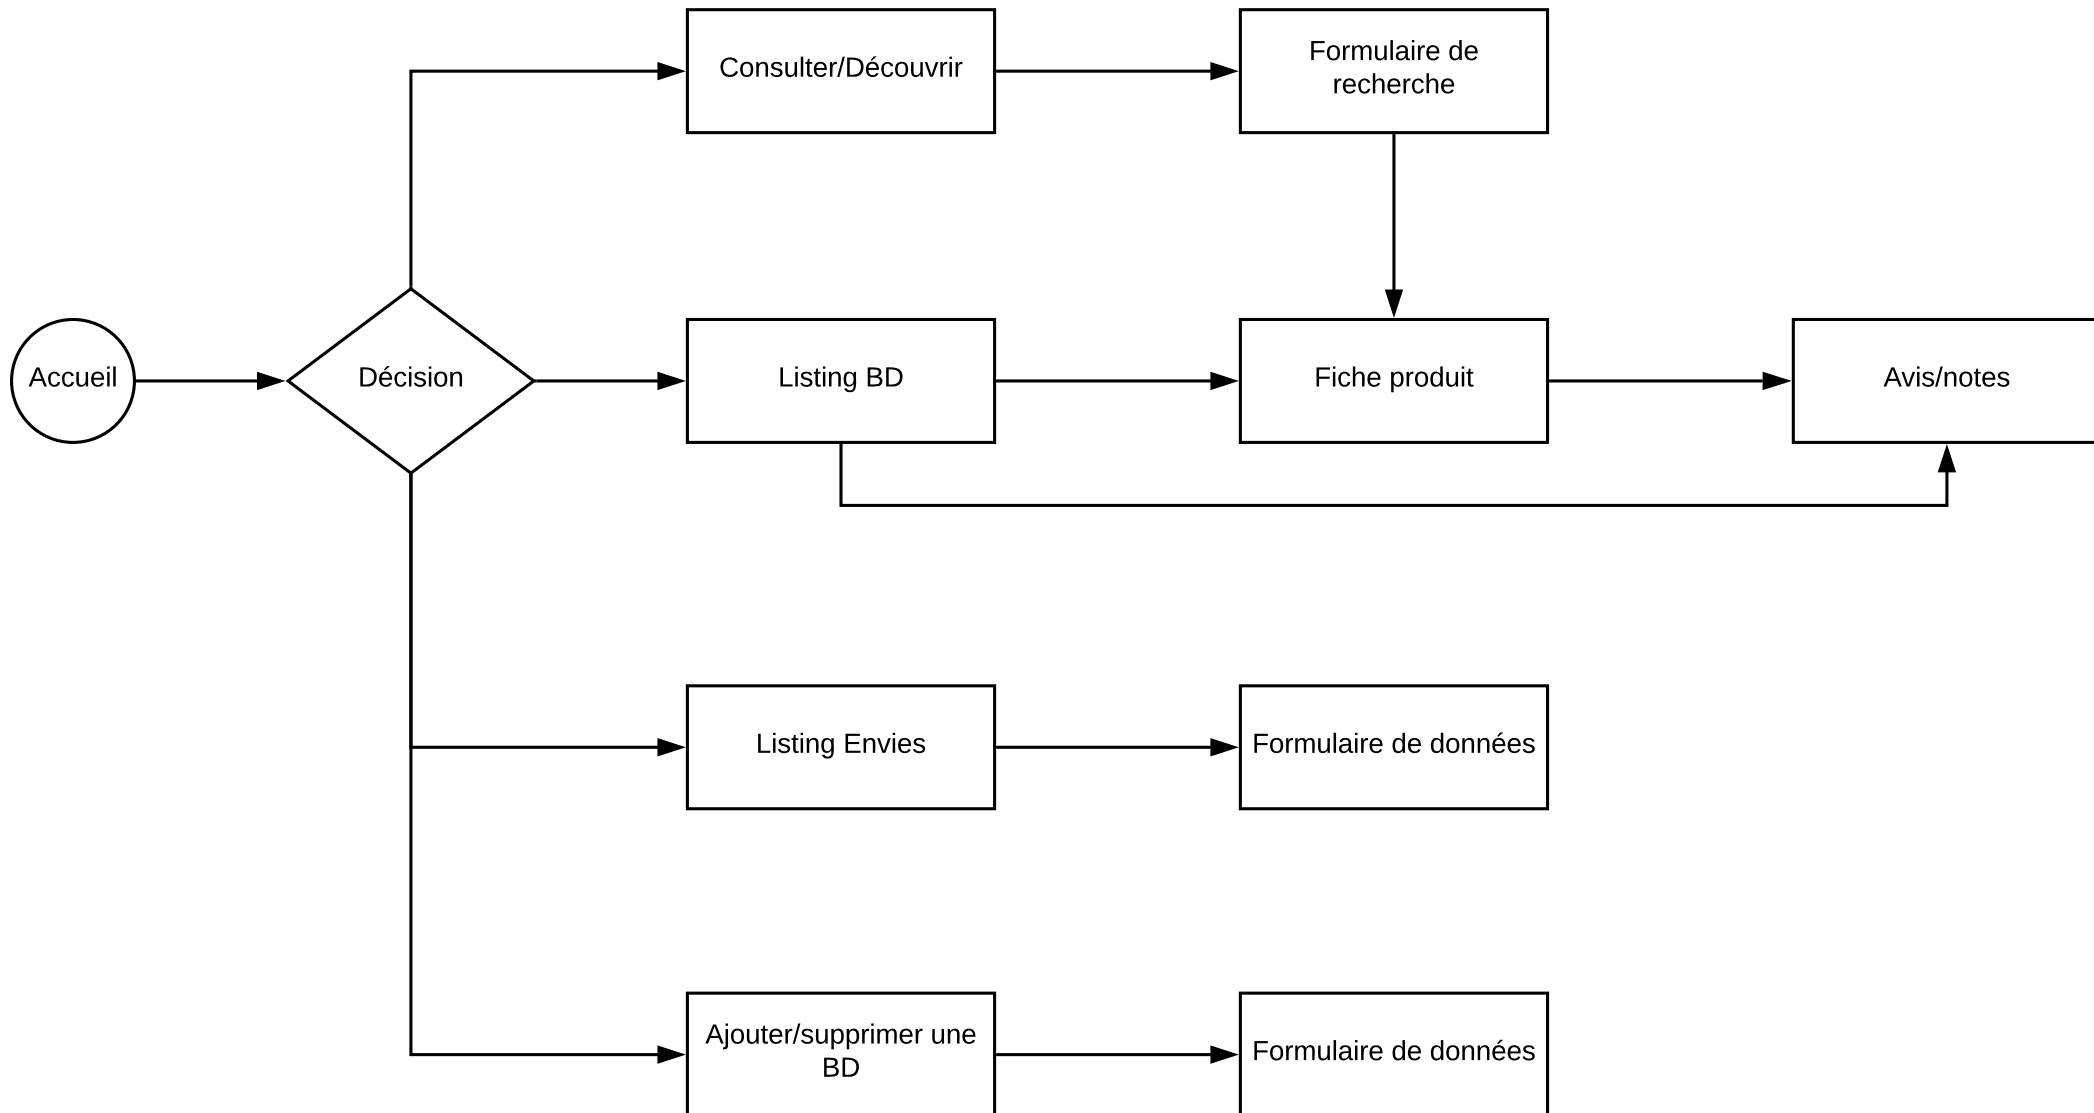 Consulter/Découvrir
Formulaire de
recherche
Accueil
Décision
Listing BD
Fiche produit
Avis/notes
Listing Envies
Formulaire de données
Ajouter/supprimer une
BD
Formulaire de données